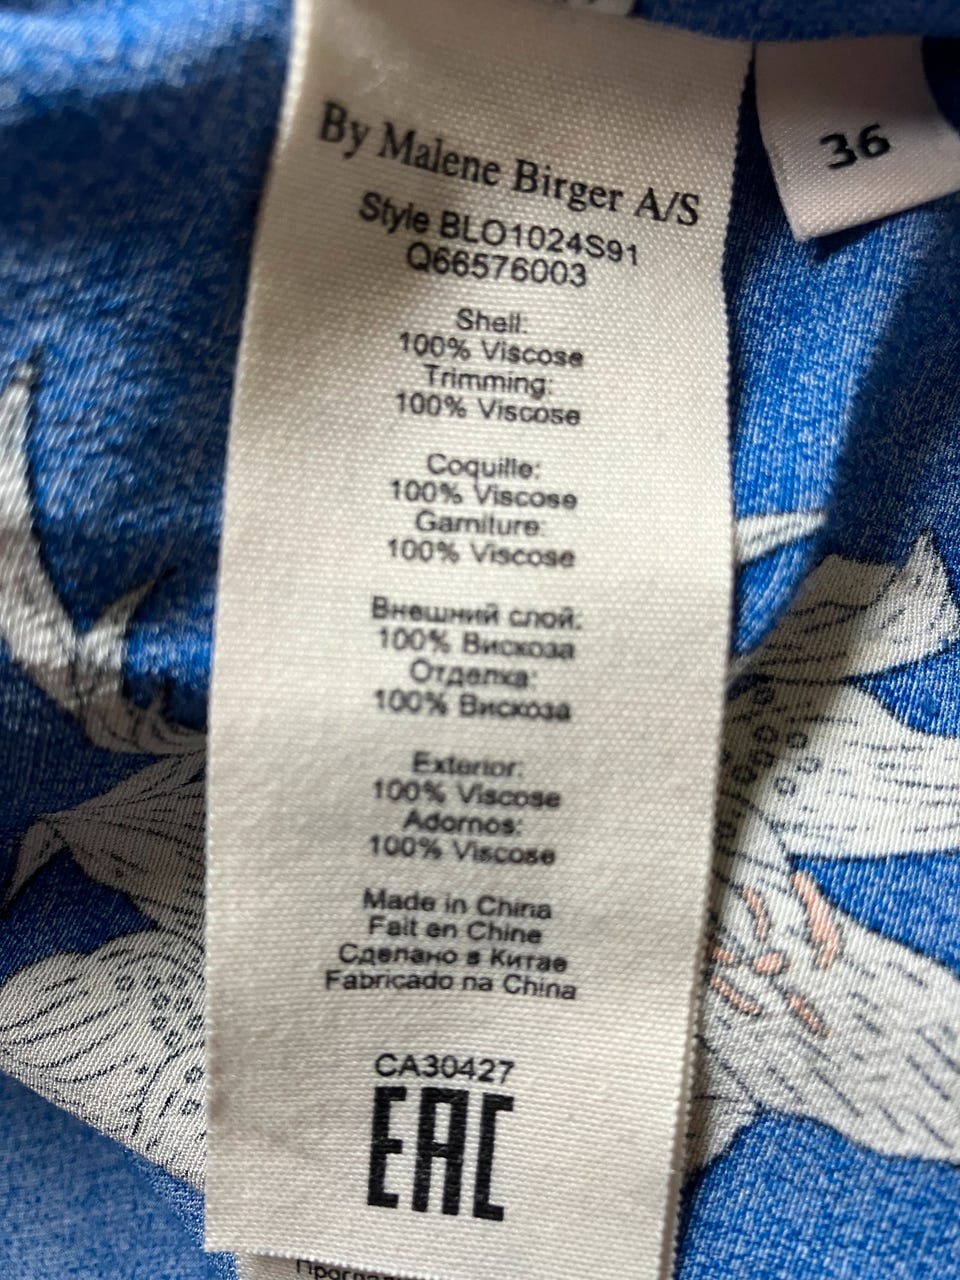 By Malene Birger A/S
36
Style BLO1024S91
Q66576003
Shell:
100% Viscose
Trimming:
100% Viscose
Coquille:
100% Viscose
Garniture:
100% Viscose
Внешний слой:
100% Вискоза
Отделка:
100% Вискоза
Exterior:
100% Viscose
Adornos:
100% Viscose
Made in China
Fait en Chine
Сделано в Китае
Fabricado na China
CA30427
EAC